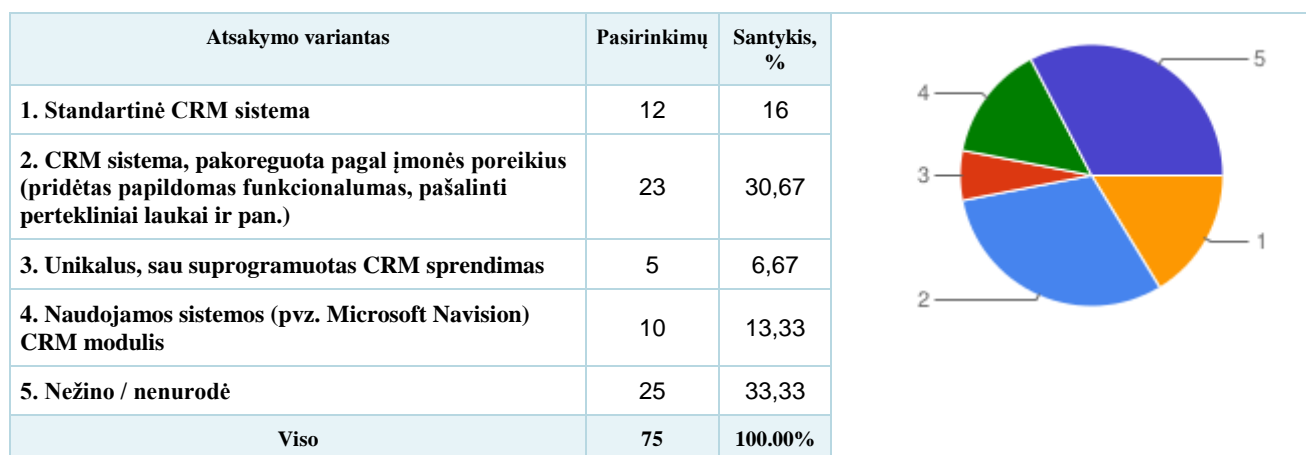 Atsakymo variantas Pasirinkimų Santykis,
%
1. Standartinė CRM sistema 12 16
2. CRM sistema, pakoreguota pagal įmonės poreikius
(pridėtas papildomas funkcionalumas, pašalinti
pertekliniai laukai ir pan.) 23 30,67
3. Unikalus, sau suprogramuotas CRM sprendimas 5 6,67
4. Naudojamos sistemos (pvz. Microsoft Navision)
CRM modulis 10 13,33
5. Nežino / nenurodė 25 33,33
Viso 75 100.00%
5
4
3
1
2